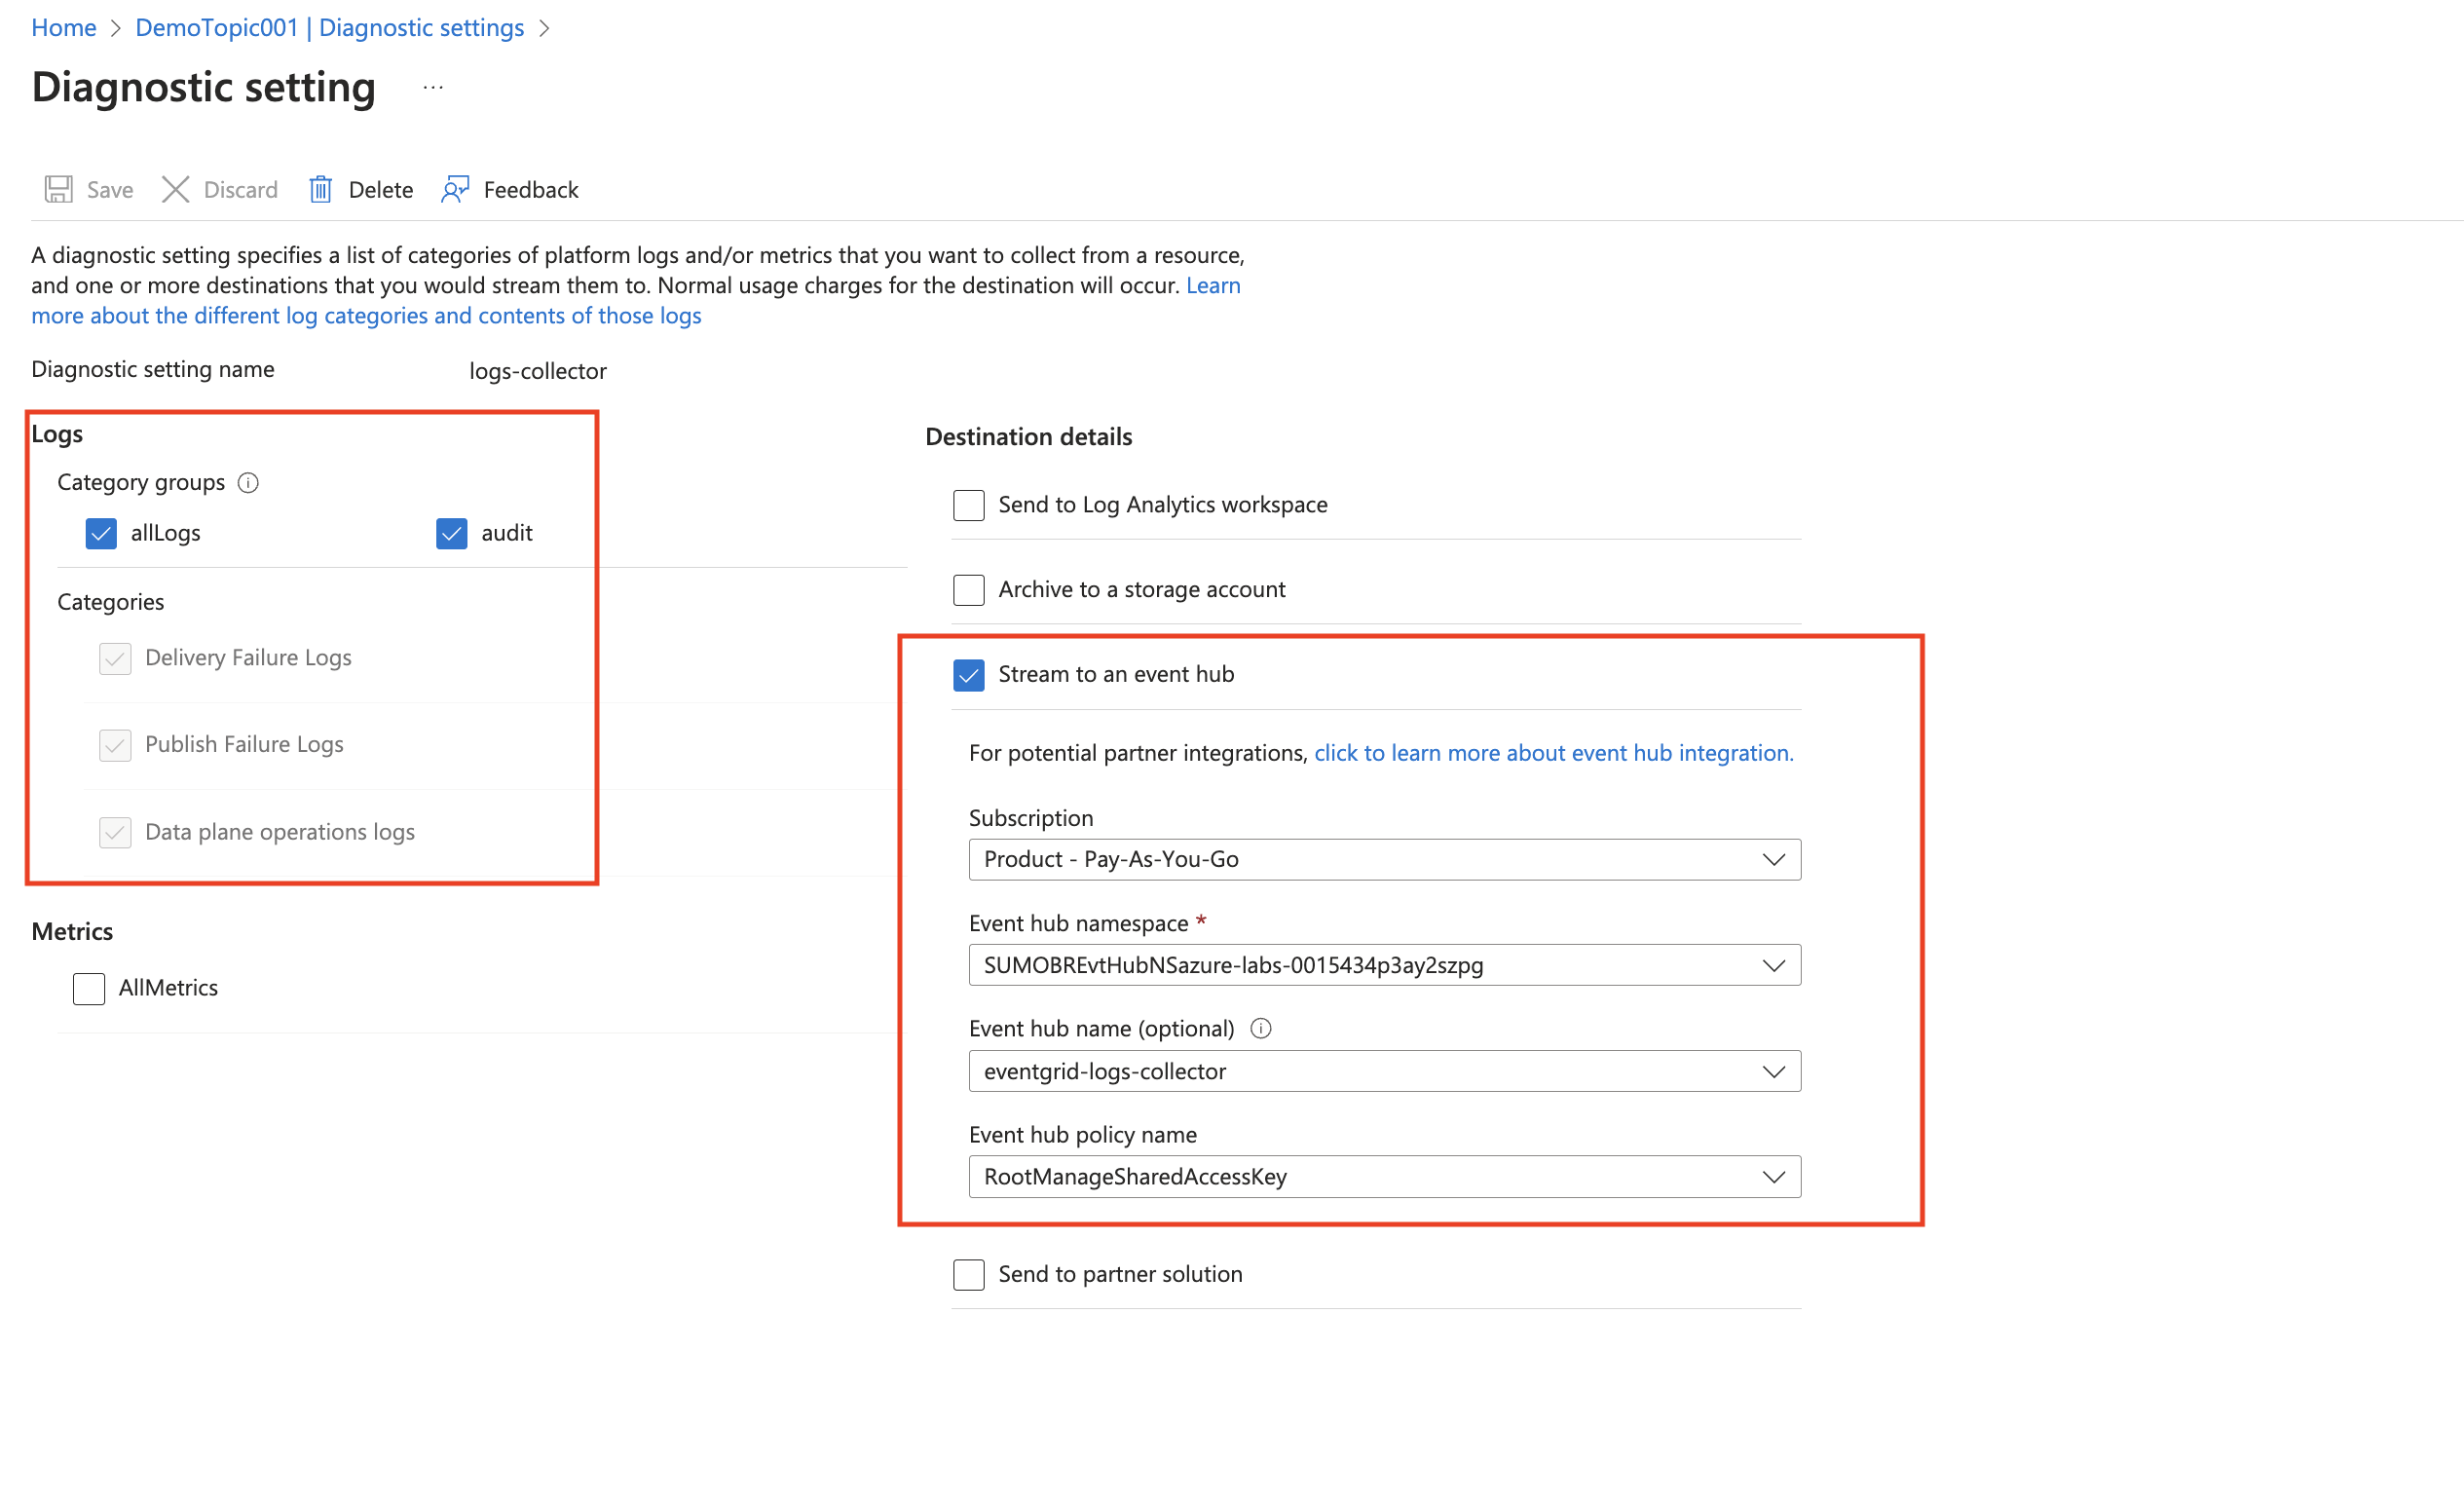 Home > DemoTopic001 | Diagnostic settings >
Diagnostic setting ...
Save Discard Delete Feedback
A diagnostic setting specifies a list of categories of platform logs and/or metrics that you want to collect from a resource,
and one or more destinations that you would stream them to. Normal usage charges for the destination will occur. Learn
more about the different log categories and contents of those logs
Diagnostic setting name logs-collector
Logs
Category groups
allLogs audit
Categories
Delivery Failure Logs
Publish Failure Logs
Data plane operations logs
Metrics
AllMetrics
Destination details
Send to Log Analytics workspace
Archive to a storage account
Stream to an event hub
For potential partner integrations, click to learn more about event hub integration.
Subscription
Product - Pay-As-You-Go
Event hub namespace *
SUMOBREvtHubNSazure-labs-0015434p3ay2szpg
Event hub name (optional)
eventgrid-logs-collector
Event hub policy name
RootManageSharedAccessKey
Send to partner solution